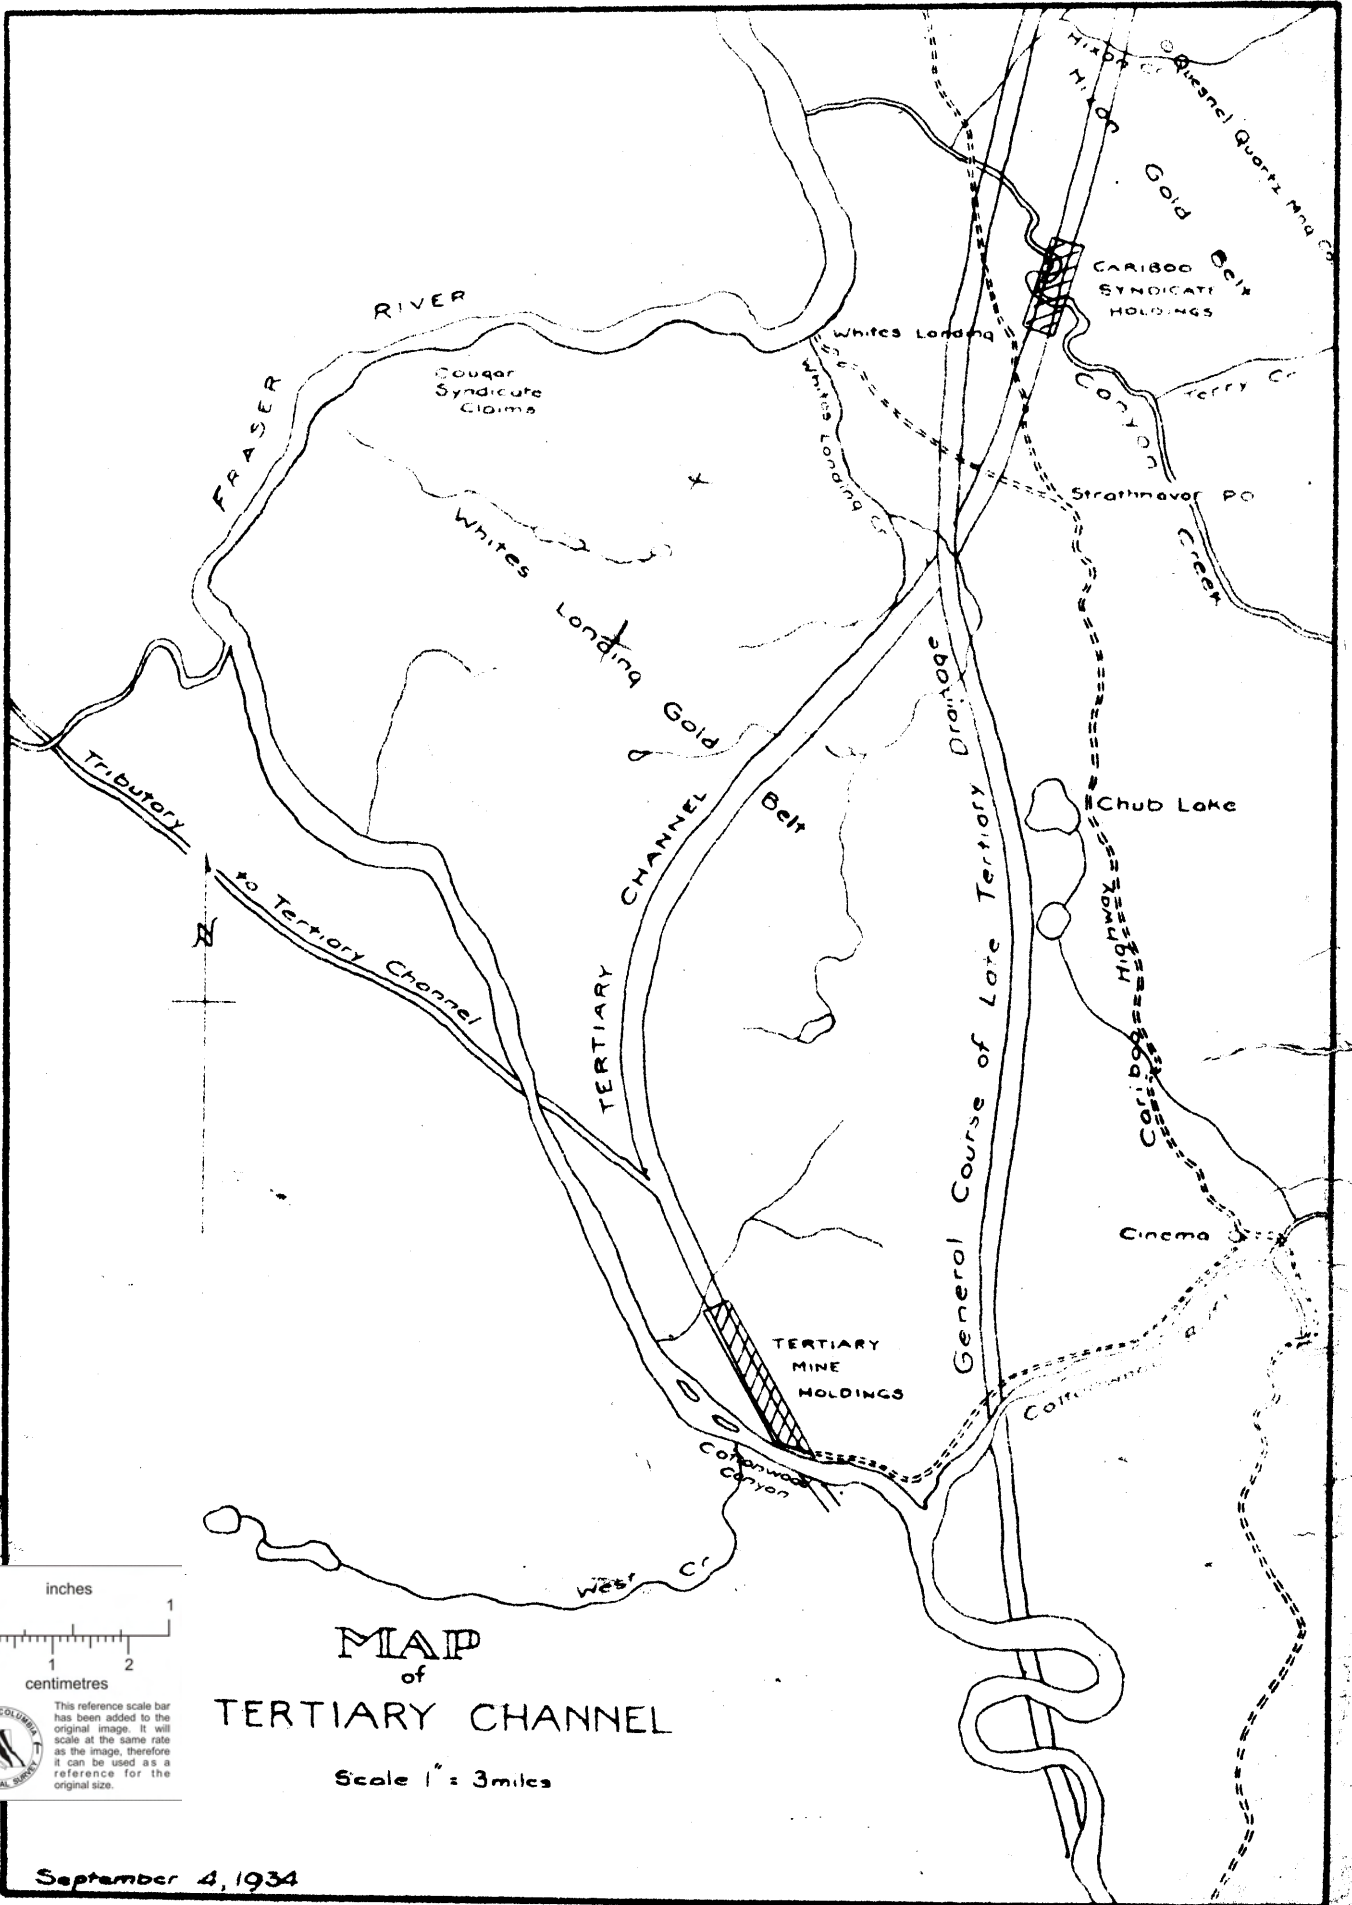 Hixon Cr
Quesnel Quartz Mng Co
Hixon
Gold
Belt
CARIBOO
SYNDICATE
HOLDINGS
RIVER
FRASER
Whites Landing
Cougar
Syndicate
Claims
Whites Landing Cr
Canyon
Creek
Terry Cr
Strathnaver PO
Whites
Landing
Gold
Belt
Drainage
General Course of Late Tertiary
Tributary
to Tertiary Channel
CHANNEL
TERTIARY
Chub Lake
Cariboo Highway
N
Cinema
TERTIARY
MINE
HOLDINGS
Cottonwood
Canyon
West Cr
MAP
of
TERTIARY CHANNEL
Scale 1" = 3miles
inches
1
1 2
centimetres
This reference scale bar
has been added to the
original image. It will
scale at the same rate
as the image, therefore
it can be used as a
reference for the
original size.
September 4, 1934